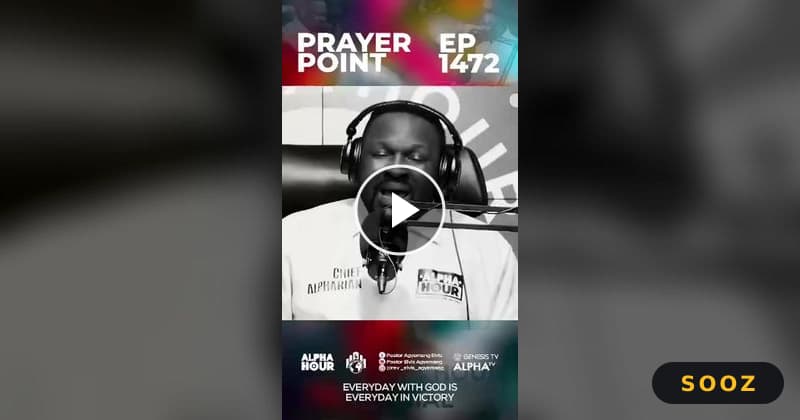 PRAYER POINT
EP 1472
CHIEF
ALPHARIAN
ALPHA
HOUR
ALPHA
HOUR
Pastor Agyemang Elvis
Pastor Elvis Agyemang
GENESIS TV
ALPHA TV
EVERYDAY WITH GOD IS
EVERYDAY IN VICTORY
SOOZ